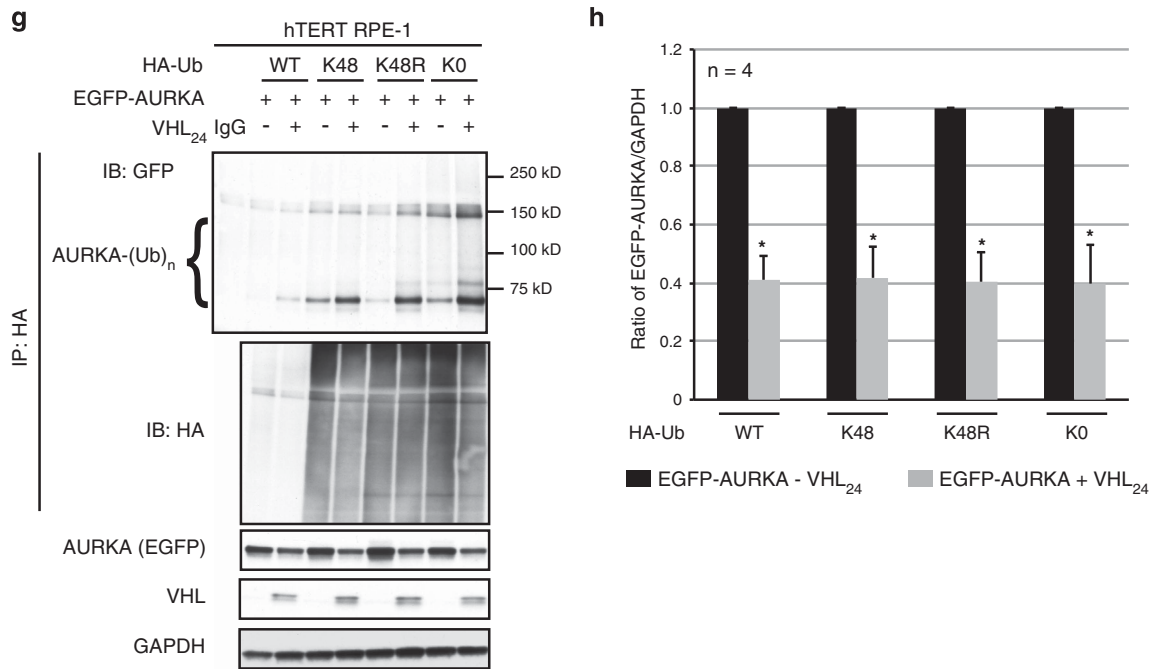 g
hTERT RPE-1
HA-Ub WT K48 K48R K0
EGFP-AURKA + + + + + + + +
VHL24 IgG - + - + - + - +
IB: GFP
250 kD
150 kD
AURKA-(Ub)n
100 kD
75 kD
IP: HA
IB: HA
AURKA (EGFP)
VHL
GAPDH
h
Ratio of EGFP-AURKA/GAPDH
1.2
n = 4
1.0
0.8
0.6
* * * *
0.4
0.2
0
HA-Ub WT K48 K48R K0
EGFP-AURKA - VHL24 EGFP-AURKA + VHL24